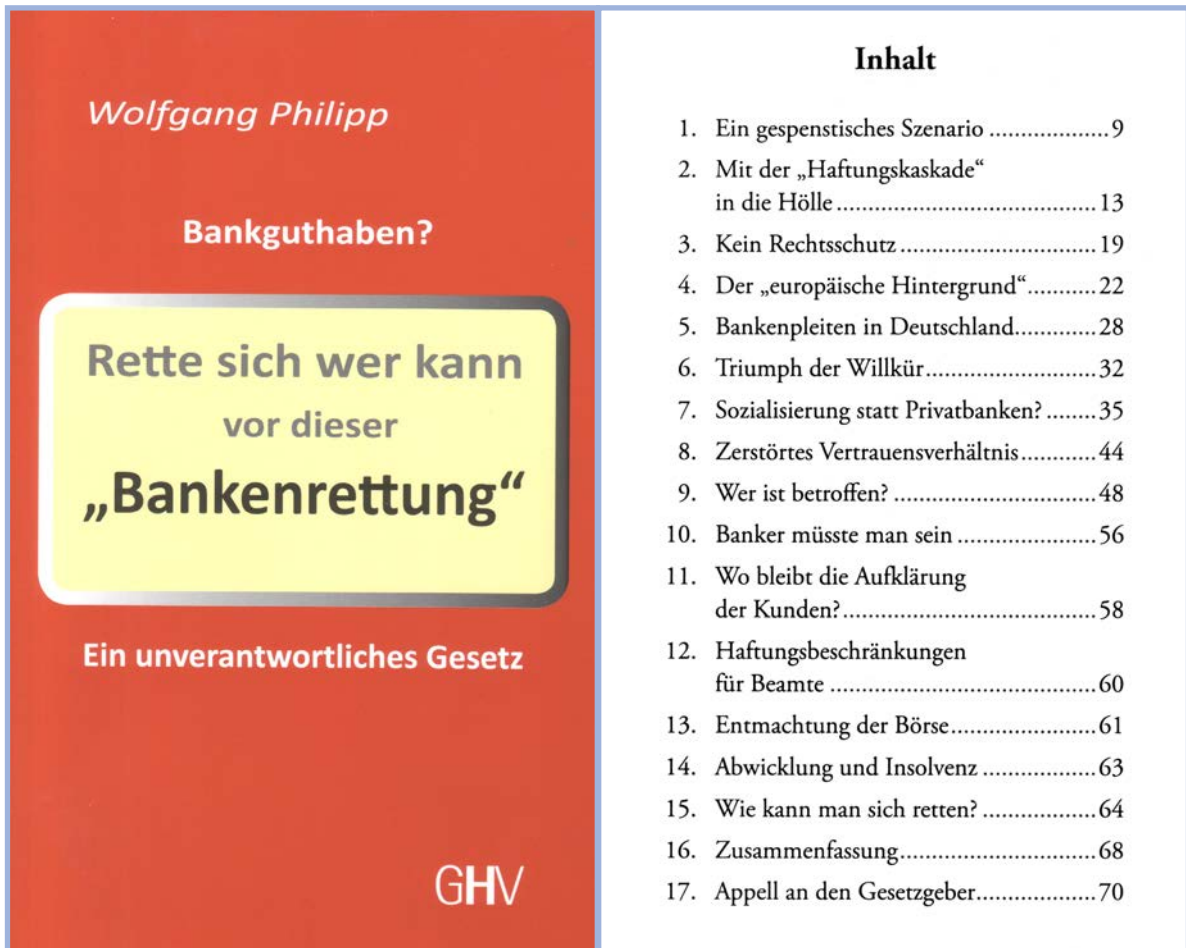 Wolfgang Philipp
Bankguthaben?
Rette sich wer kann
vor dieser
„Bankenrettung“
Ein unverantwortliches Gesetz
GHV
Inhalt
1. Ein gespenstisches Szenario ..................9
2. Mit der „Haftungskaskade“
in die Hölle ......................................13
3. Kein Rechtsschutz .............................19
4. Der „europäische Hintergrund“..........22
5. Bankenpleiten in Deutschland............28
6. Triumph der Willkür.........................32
7. Sozialisierung statt Privatbanken? .......35
8. Zerstörtes Vertrauensverhältnis...........44
9. Wer ist betroffen? ..............................48
10. Banker müsste man sein .....................56
11. Wo bleibt die Aufklärung
der Kunden?......................................58
12. Haftungsbeschränkungen
für Beamte ........................................60
13. Entmachtung der Börse......................61
14. Abwicklung und Insolvenz .................63
15. Wie kann man sich retten? .................64
16. Zusammenfassung.............................68
17. Appell an den Gesetzgeber..................70